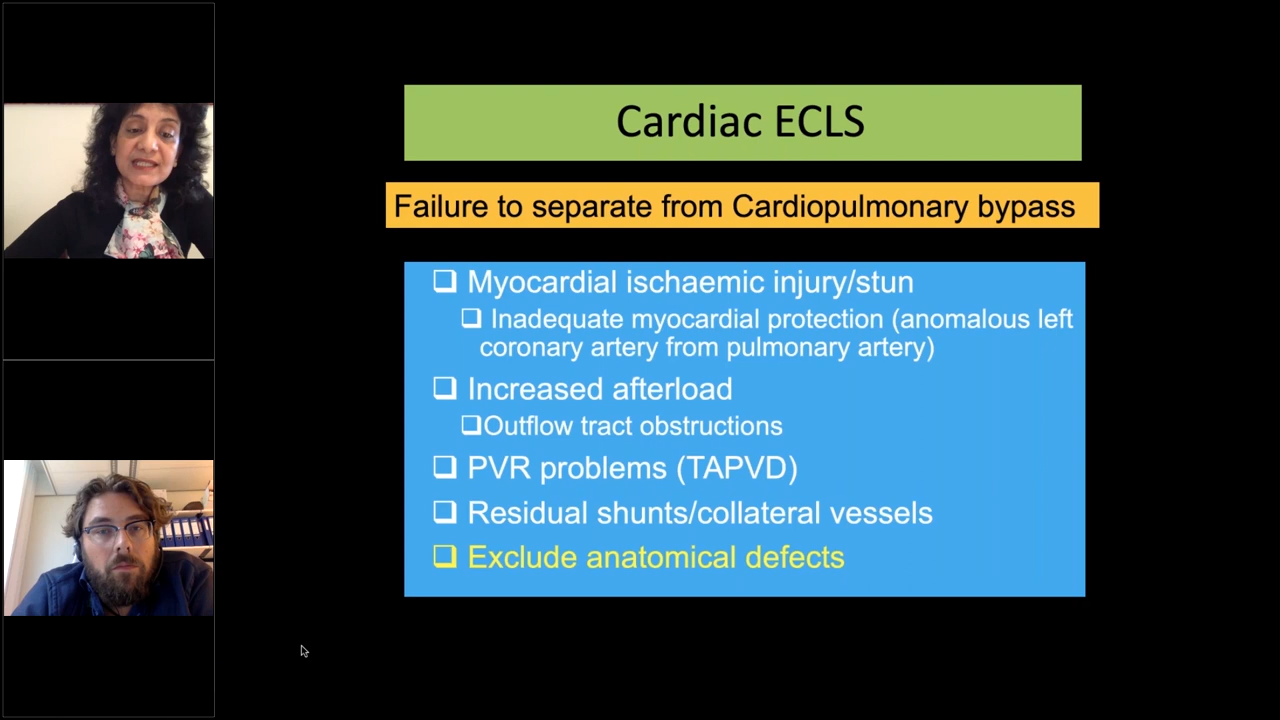 Cardiac ECLS
Failure to separate from Cardiopulmonary bypass
❑ Myocardial ischaemic injury/stun
❑ Inadequate myocardial protection (anomalous left
coronary artery from pulmonary artery)
❑ Increased afterload
❑Outflow tract obstructions
❑ PVR problems (TAPVD)
❑ Residual shunts/collateral vessels
❑ Exclude anatomical defects